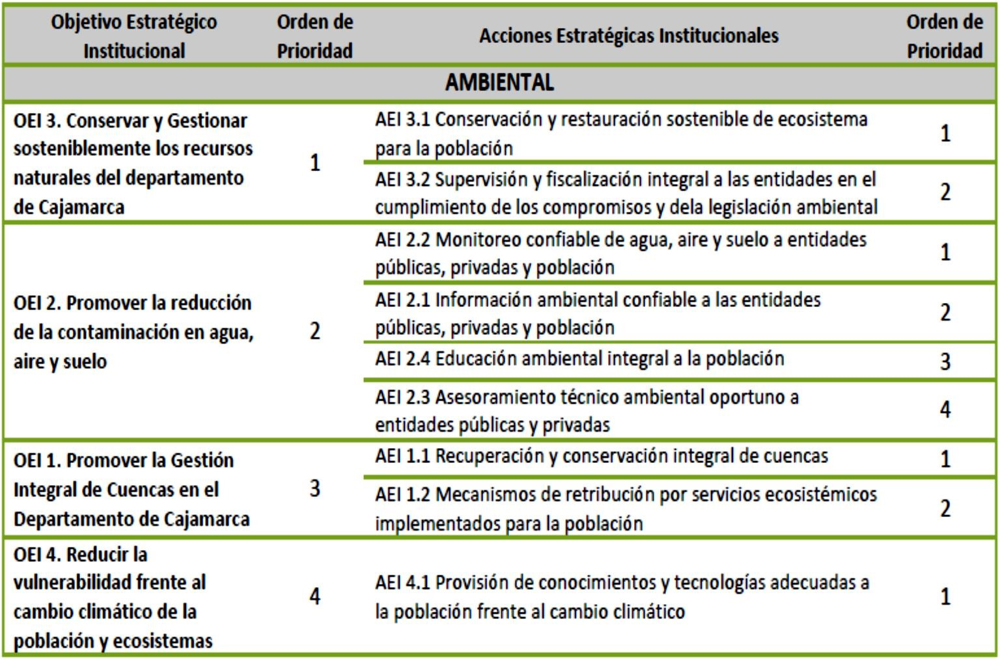 Objetivo Estratégico
Institucional
Orden de
Prioridad
Acciones Estratégicas Institucionales
Orden de
Prioridad
AMBIENTAL
OEI 3. Conservar y Gestionar
sosteniblemente los recursos
naturales del departamento
de Cajamarca
1
AEI 3.1 Conservación y restauración sostenible de ecosistema
para la población
1
AEI 3.2 Supervisión y fiscalización integral a las entidades en el
cumplimiento de los compromisos y dela legislación ambiental
2
OEI 2. Promover la reducción
de la contaminación en agua,
aire y suelo
2
AEI 2.2 Monitoreo confiable de agua, aire y suelo a entidades
públicas, privadas y población
1
AEI 2.1 Información ambiental confiable a las entidades
públicas, privadas y población
2
AEI 2.4 Educación ambiental integral a la población
3
AEI 2.3 Asesoramiento técnico ambiental oportuno a
entidades públicas y privadas
4
OEI 1. Promover la Gestión
Integral de Cuencas en el
Departamento de Cajamarca
3
AEI 1.1 Recuperación y conservación integral de cuencas
1
AEI 1.2 Mecanismos de retribución por servicios ecosistémicos
implementados para la población
2
OEI 4. Reducir la
vulnerabilidad frente al
cambio climático de la
población y ecosistemas
4
AEI 4.1 Provisión de conocimientos y tecnologías adecuadas a
la población frente al cambio climático
1